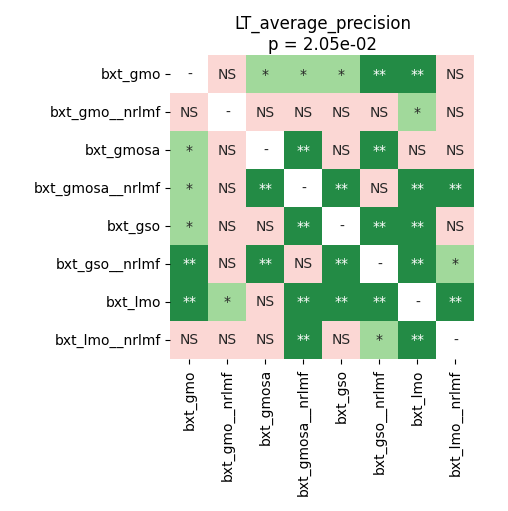 LT_average_precision
p = 2.05e-02
bxt_gmo - NS * * * ** ** NS
bxt_gmo__nrlmf NS - NS NS NS NS * NS
bxt_gmosa * NS - ** NS ** NS NS
bxt_gmosa__nrlmf * NS ** - ** NS ** **
bxt_gso * NS NS ** - ** ** NS
bxt_gso__nrlmf ** NS ** NS ** - ** *
bxt_lmo ** * NS ** ** ** - **
bxt_lmo__nrlmf NS NS NS ** NS * ** -
bxt_gmo
bxt_gmo__nrlmf
bxt_gmosa
bxt_gmosa__nrlmf
bxt_gso
bxt_gso__nrlmf
bxt_lmo
bxt_lmo__nrlmf